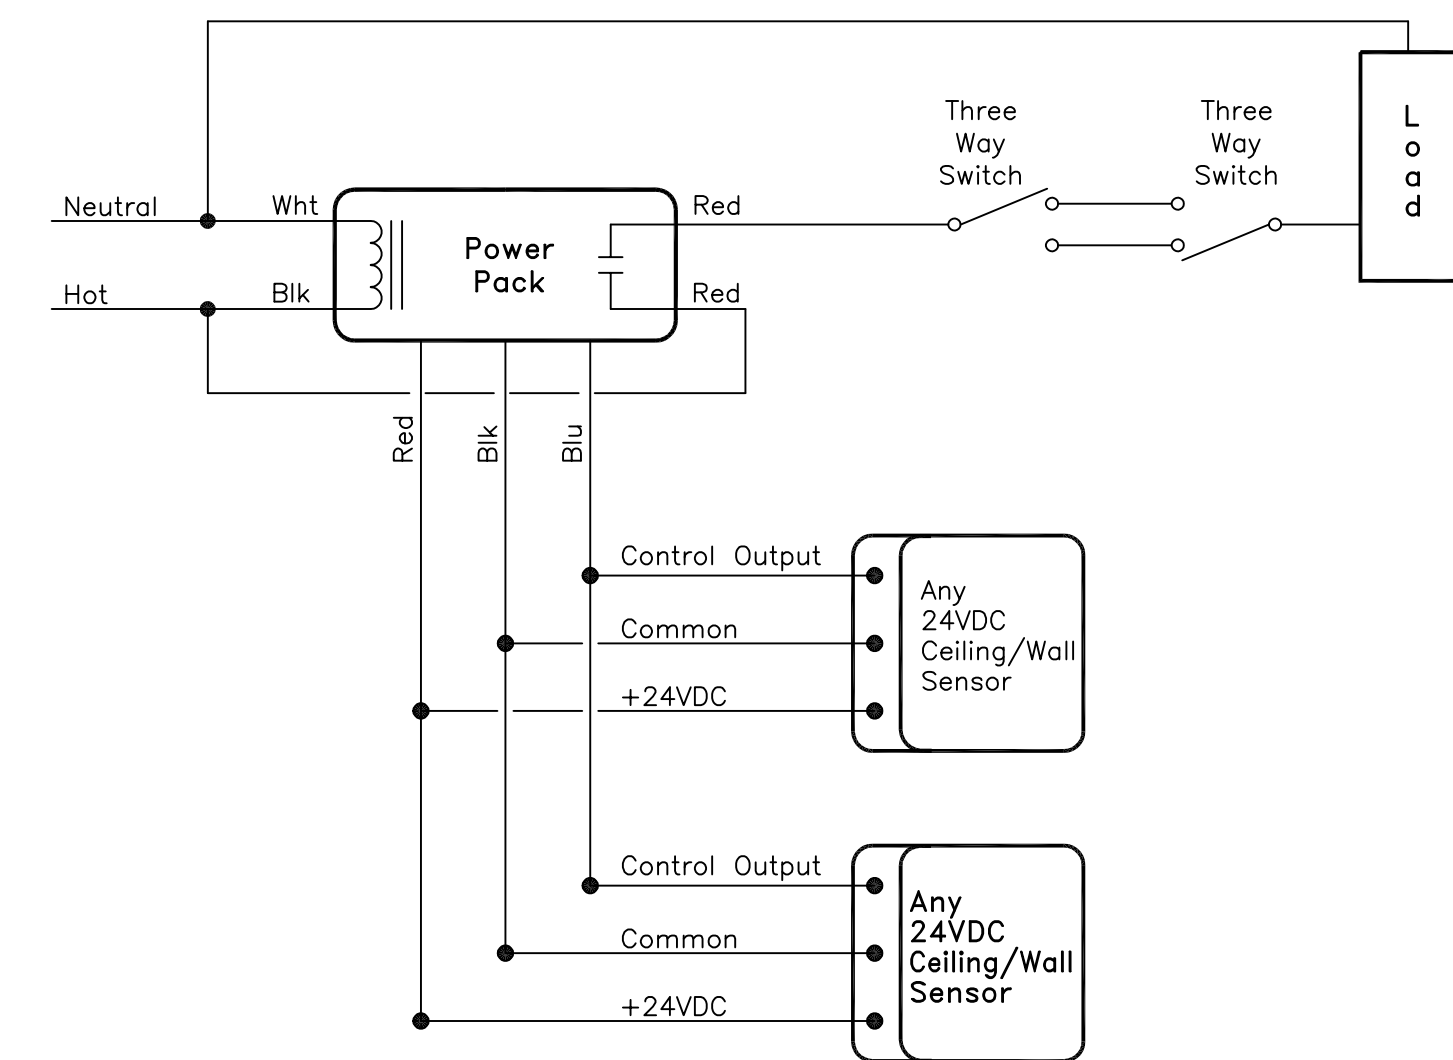 Three
Way
Switch
Three
Way
Switch
L
o
a
d
Neutral
Wht
Power
Pack
Red
Hot
Blk
Red
Red
Blk
Blu
Control Output
Common
+24VDC
Any
24VDC
Ceiling/Wall
Sensor
Control Output
Common
+24VDC
Any
24VDC
Ceiling/Wall
Sensor